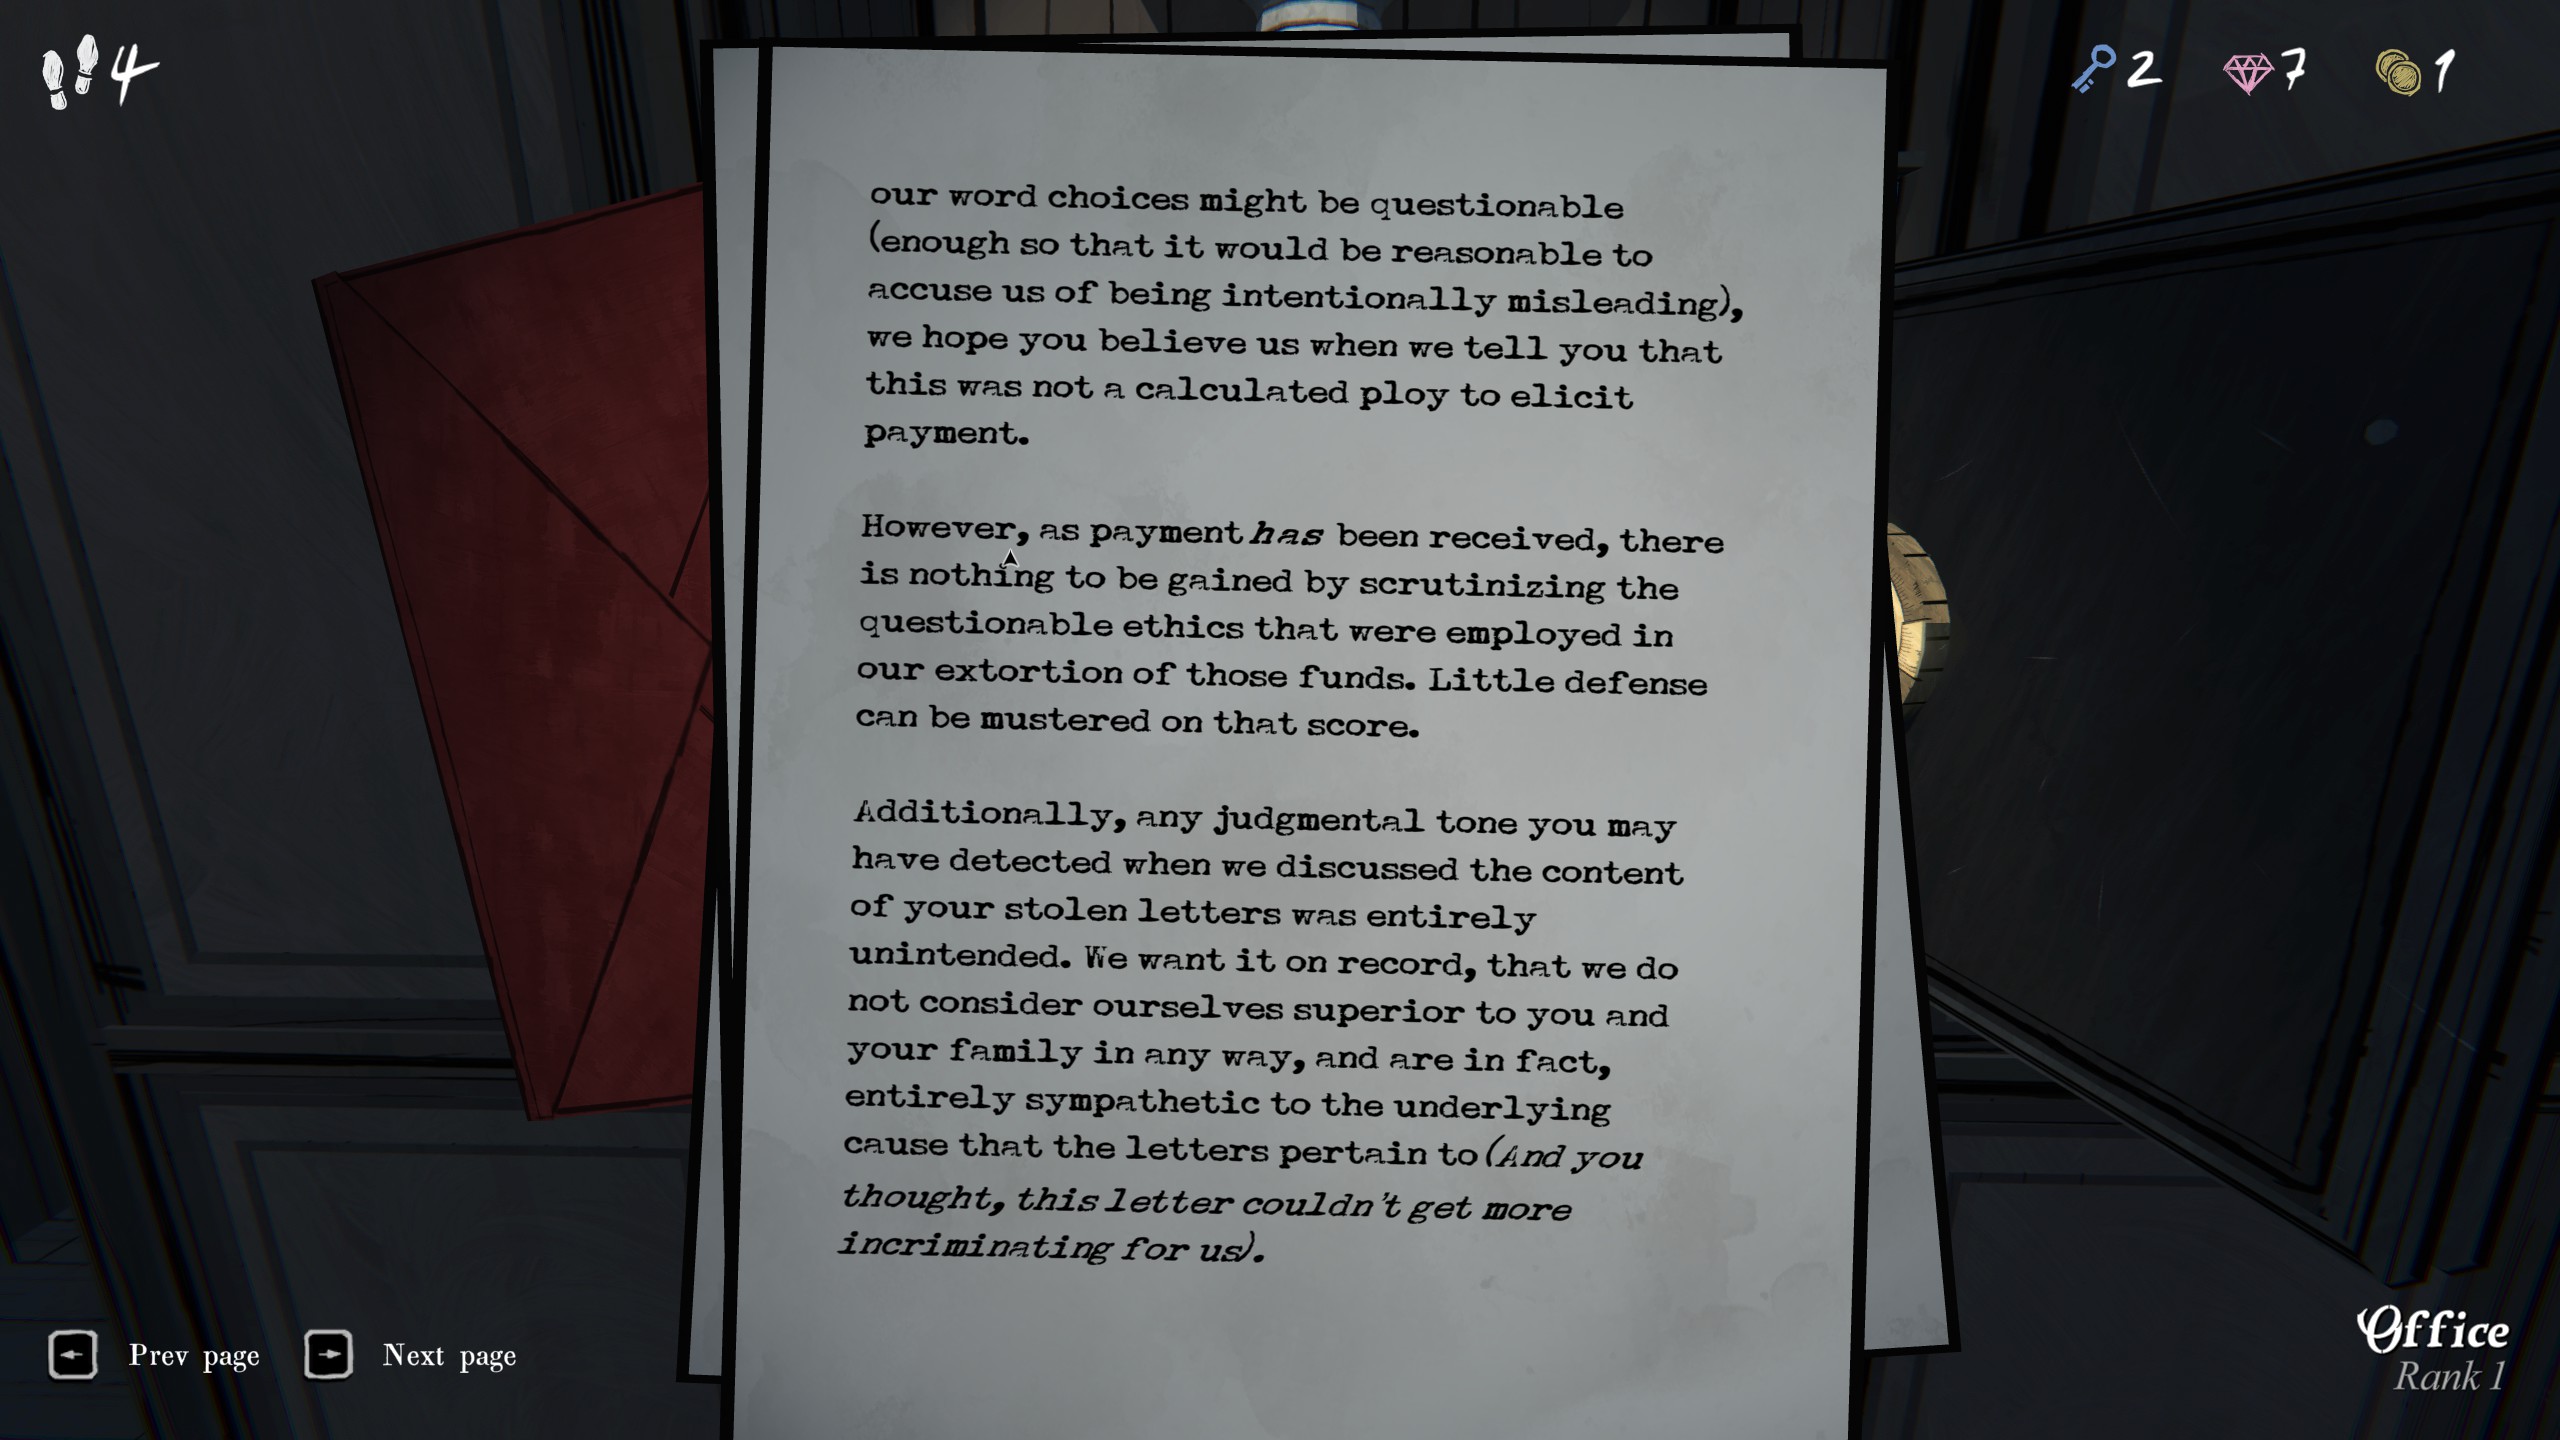 4
2
7
1
our word choices might be questionable
(enough so that it would be reasonable to
accuse us of being intentionally misleading),
we hope you believe us when we tell you that
this was not a calculated ploy to elicit
payment.
However, as payment has been received, there
is nothing to be gained by scrutinizing the
questionable ethics that were employed in
our extortion of those funds. Little defense
can be mustered on that score.
Additionally, any judgmental tone you may
have detected when we discussed the content
of your stolen letters was entirely
unintended. We want it on record, that we do
not consider ourselves superior to you and
your family in any way, and are in fact,
entirely sympathetic to the underlying
cause that the letters pertain to (And you
thought, this letter couldn't get more
incriminating for us).
Prev page
Next page
Office
Rank 1